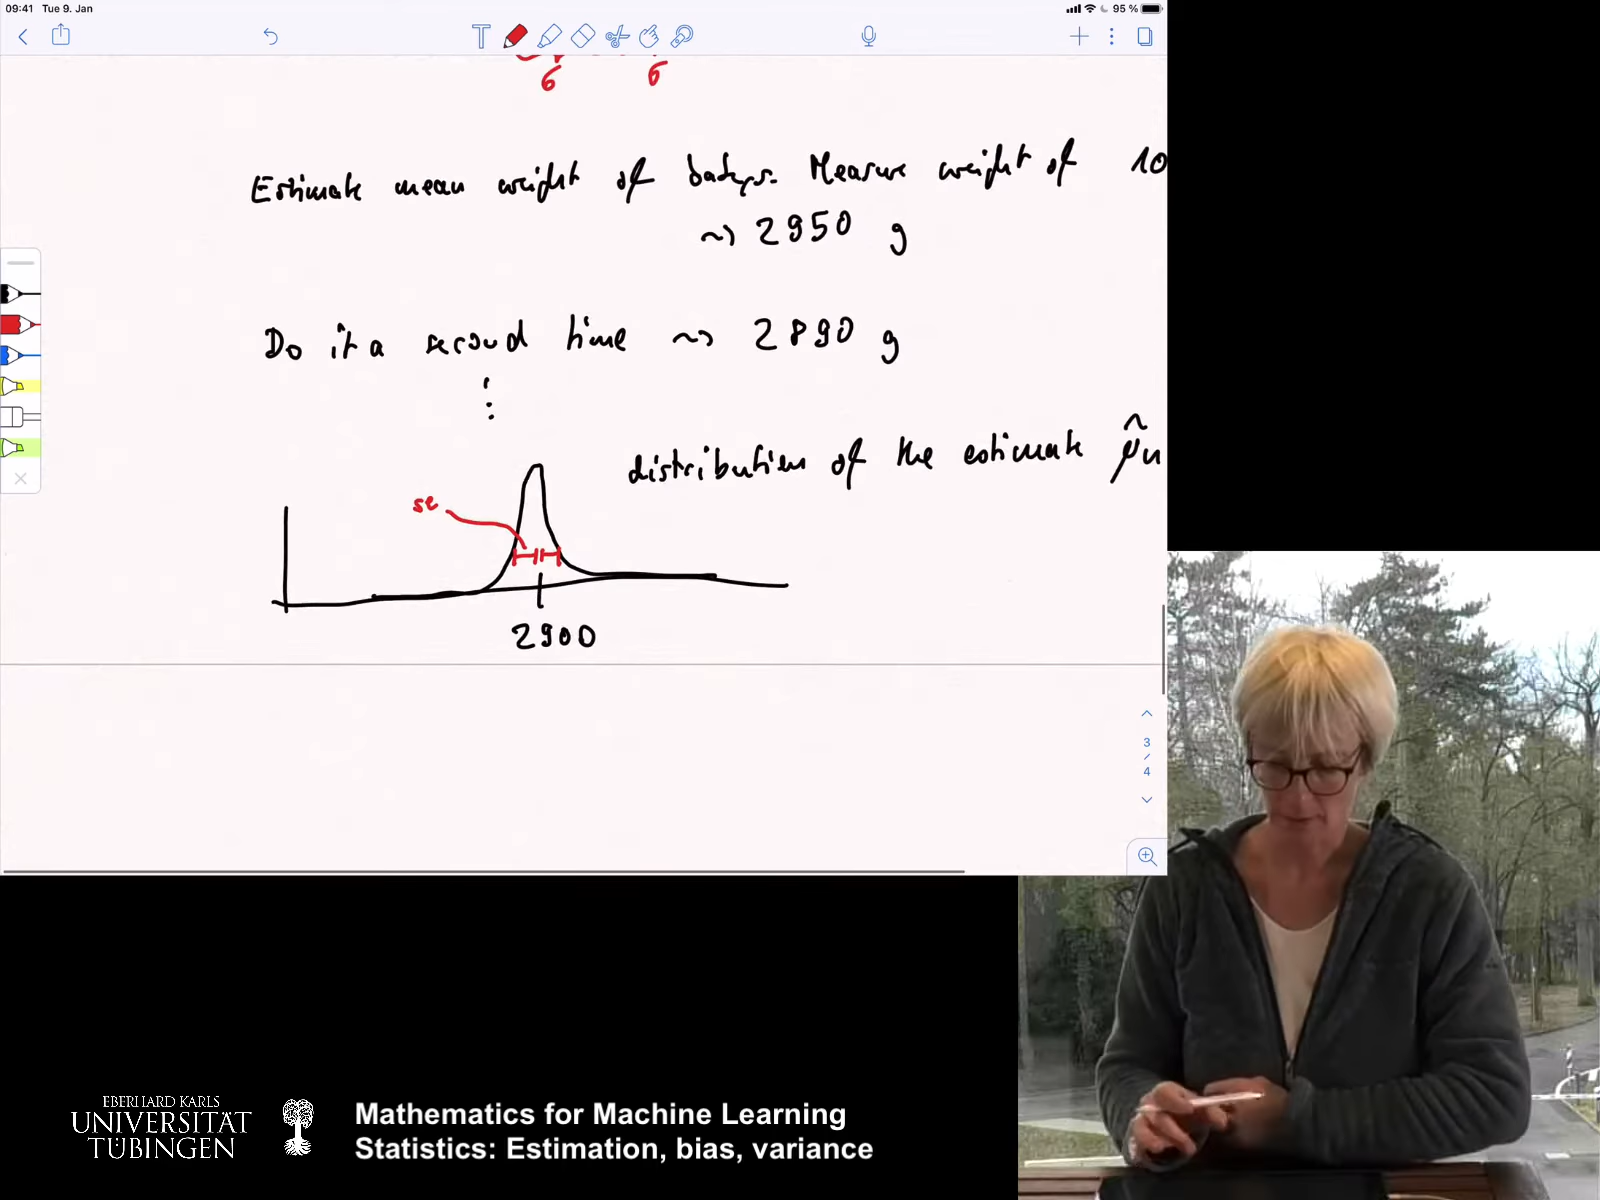 09:41 Tue 9. Jan
95 %
T
σ σ
Estimate mean weight of babys. Measure weight of 10
~> 2950 g
Do it a second time ~> 2890 g
distribution of the estimate μ̂n
se
2900
3
/
4
EBERHARD KARLS
UNIVERSITÄT
TÜBINGEN
Mathematics for Machine Learning
Statistics: Estimation, bias, variance